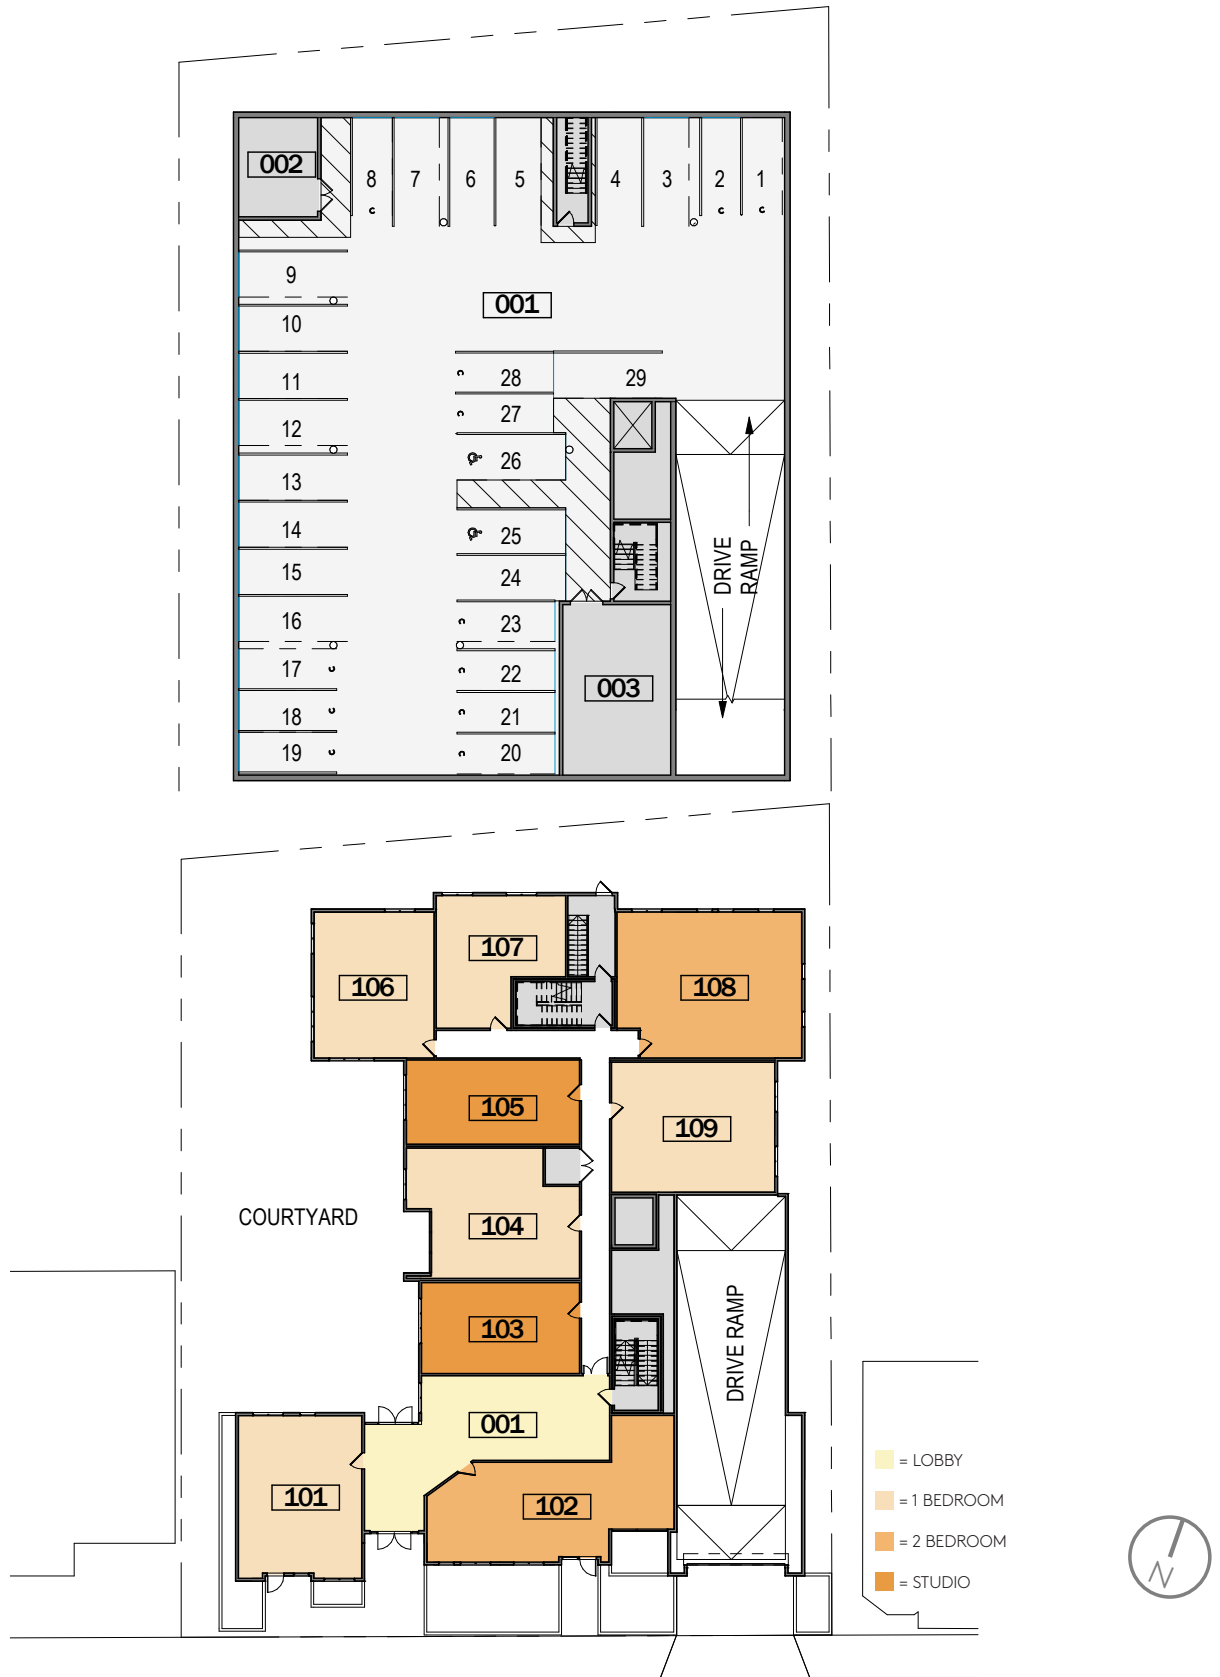 002
8 7 6 5 4 3 2 1
C C C
9
001
10
11
28 29
C
12
27
C
26
13
14
25
15
24
DRIVE
RAMP
16
23
C
17
C
22
C
003
18
C
21
C
19
C
20
C
107
106
108
105
109
COURTYARD
104
103
DRIVE RAMP
001
101
102
= LOBBY
= 1 BEDROOM
= 2 BEDROOM
= STUDIO
N